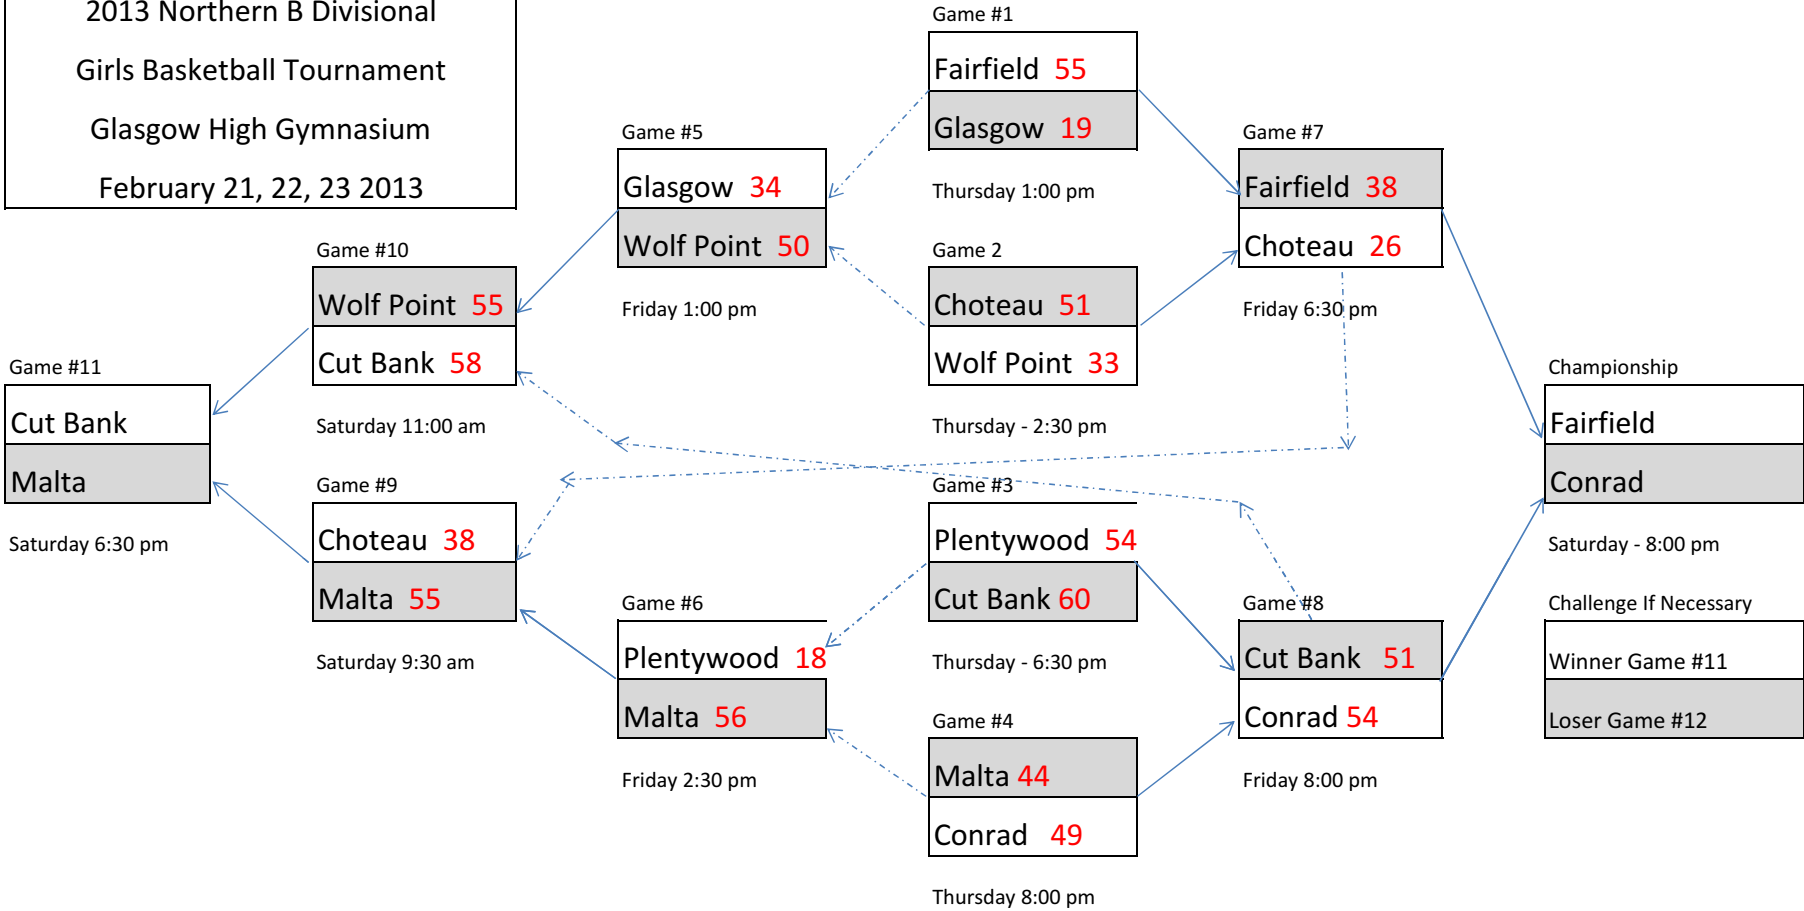 2013 Northern B Divisional
Girls Basketball Tournament
Glasgow High Gymnasium
February 21, 22, 23 2013
Game #1
Fairfield 55
Glasgow 19
Thursday 1:00 pm
Game #5
Glasgow 34
Wolf Point 50
Friday 1:00 pm
Game #7
Fairfield 38
Choteau 26
Friday 6:30 pm
Game #10
Wolf Point 55
Cut Bank 58
Saturday 11:00 am
Game 2
Choteau 51
Wolf Point 33
Thursday - 2:30 pm
Game #11
Cut Bank
Malta
Saturday 6:30 pm
Championship
Fairfield
Conrad
Saturday - 8:00 pm
Game #9
Choteau 38
Malta 55
Saturday 9:30 am
Game #3
Plentywood 54
Cut Bank 60
Thursday - 6:30 pm
Game #6
Plentywood 18
Malta 56
Friday 2:30 pm
Game #8
Cut Bank 51
Conrad 54
Friday 8:00 pm
Challenge If Necessary
Winner Game #11
Loser Game #12
Game #4
Malta 44
Conrad 49
Thursday 8:00 pm